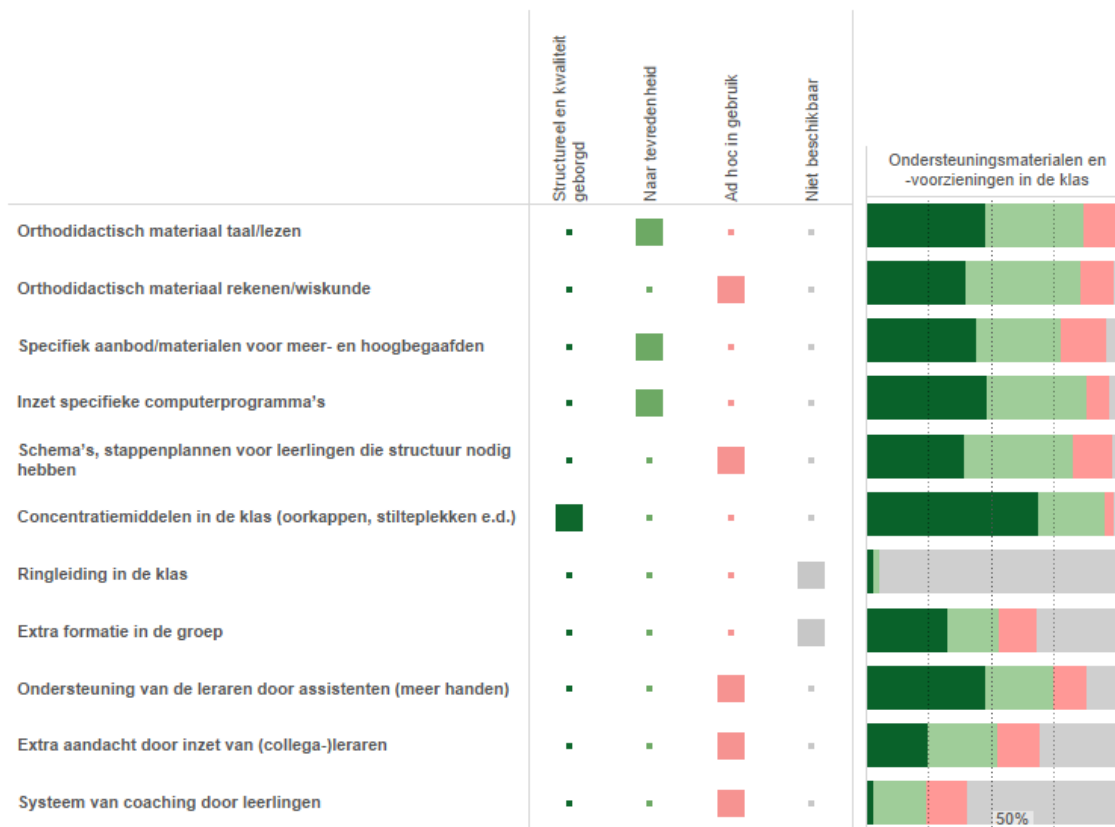 Structureel en kwaliteit
geborgd
Naar tevredenheid
Ad hoc in gebruik
Niet beschikbaar
Ondersteuningsmaterialen en
-voorzieningen in de klas
Orthodidactisch materiaal taal/lezen
Orthodidactisch materiaal rekenen/wiskunde
Specifiek aanbod/materialen voor meer- en hoogbegaafden
Inzet specifieke computerprogramma's
Schema's, stappenplannen voor leerlingen die structuur nodig
hebben
Concentratiemiddelen in de klas (oorkappen, stilteplekken e.d.)
Ringleiding in de klas
Extra formatie in de groep
Ondersteuning van de leraren door assistenten (meer handen)
Extra aandacht door inzet van (collega-)leraren
Systeem van coaching door leerlingen
50%